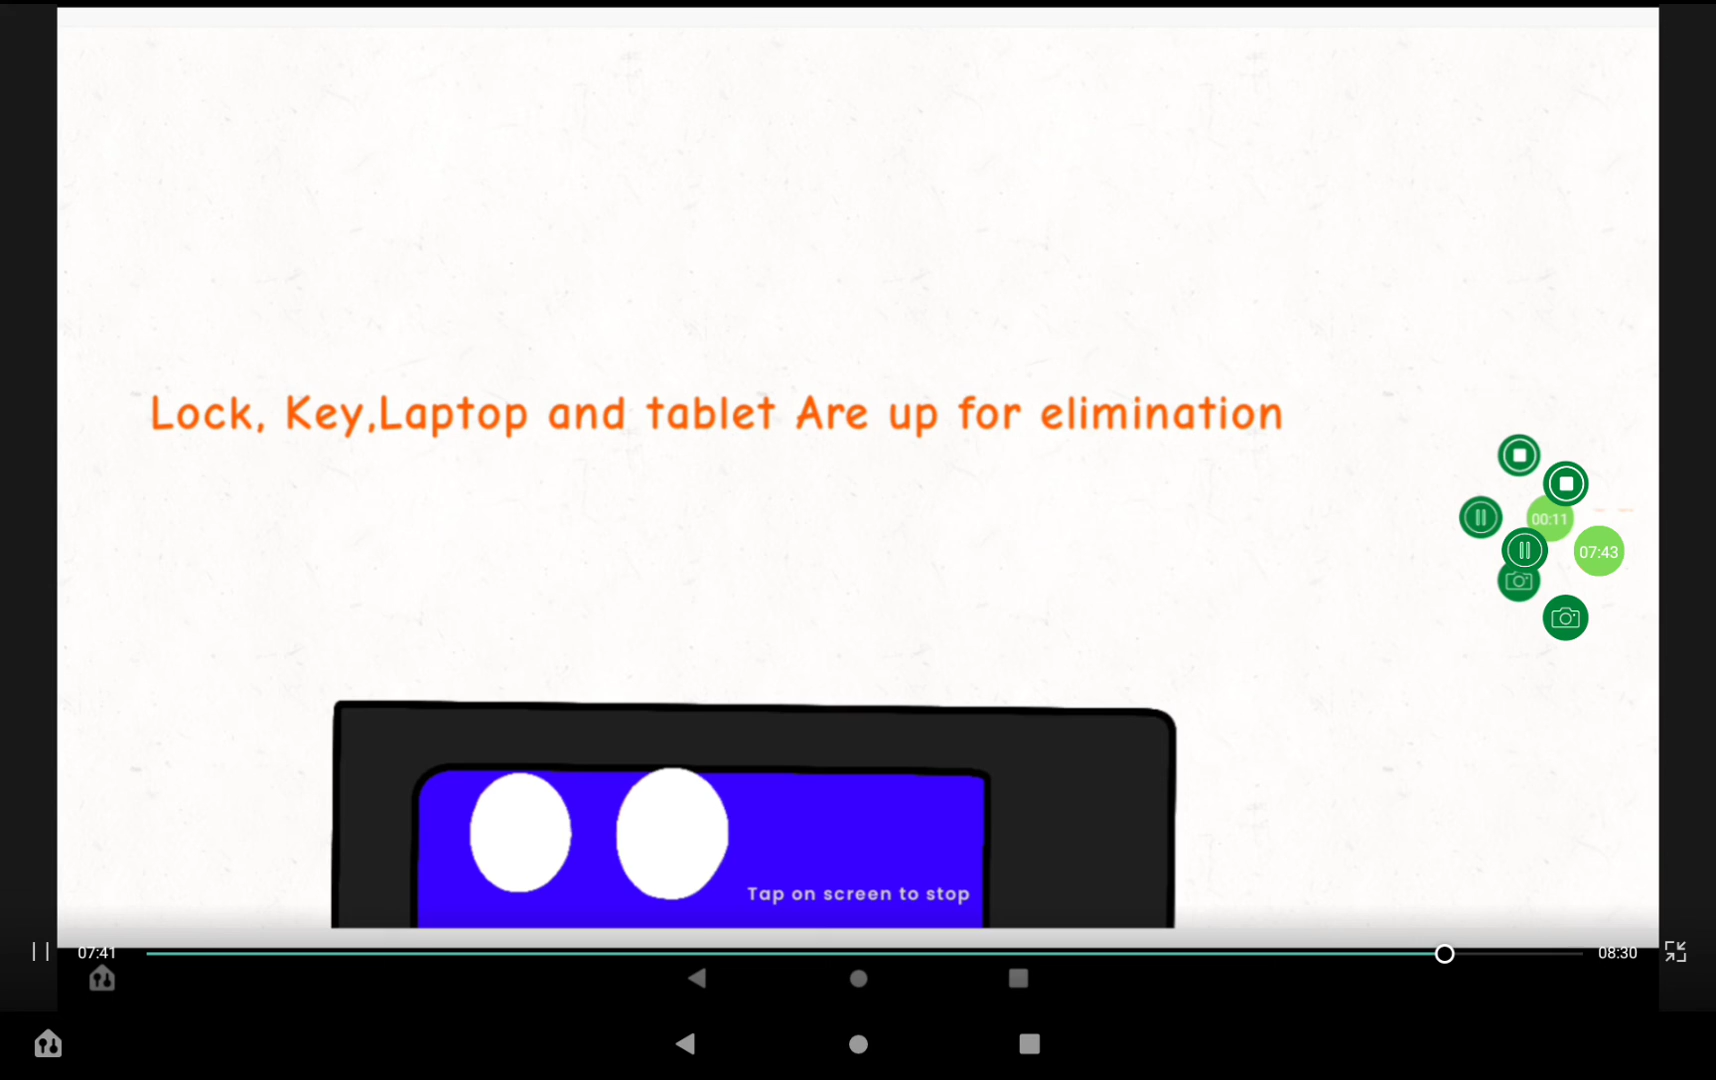 Lock, Key,Laptop and tablet Are up for elimination
00:11
07:43
Tap on screen to stop
07:41
08:30